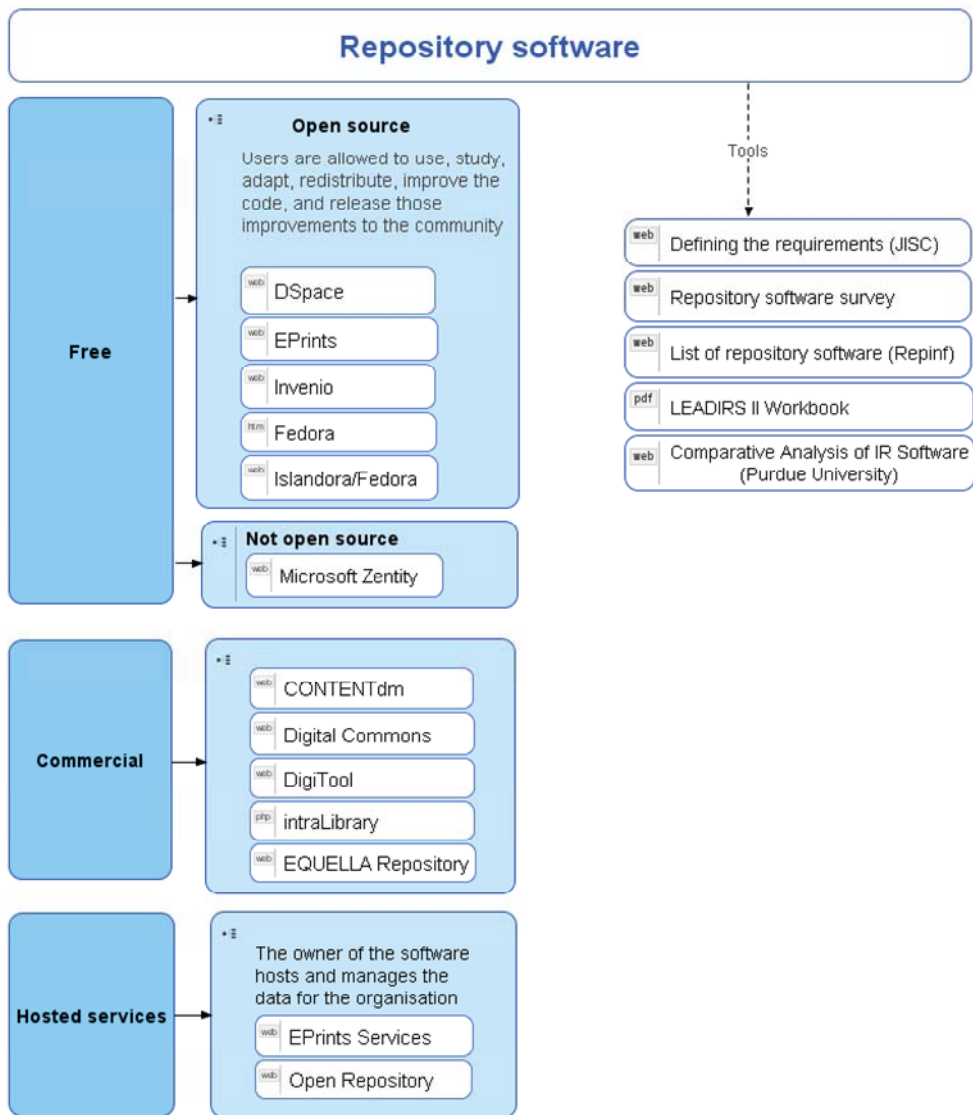 Repository software
Free
Open source
Users are allowed to use, study,
adapt, redistribute, improve the
code, and release those
improvements to the community
web DSpace
web EPrints
web Invenio
htm Fedora
web Islandora/Fedora
Not open source
web Microsoft Zentity
Tools
web Defining the requirements (JISC)
web Repository software survey
web List of repository software (Repinf)
pdf LEADIRS II Workbook
web Comparative Analysis of IR Software
(Purdue University)
Commercial
web CONTENTdm
web Digital Commons
web DigiTool
php intraLibrary
web EQUELLA Repository
Hosted services
The owner of the software
hosts and manages the
data for the organisation
web EPrints Services
web Open Repository